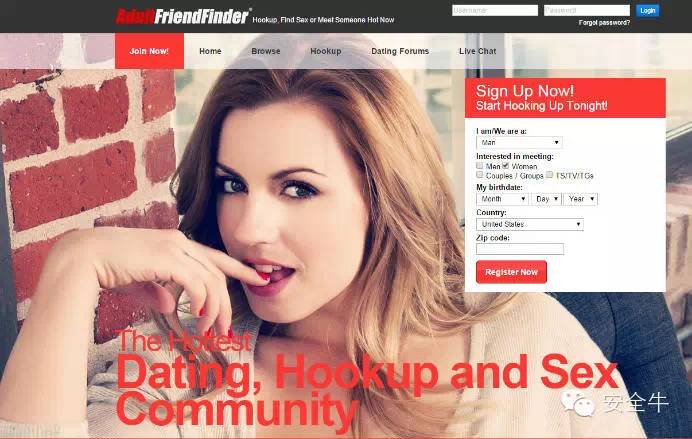 AdultFriendFinder® Hookup, Find Sex or Meet Someone Hot Now
Username Password Login
Forgot password?
Join Now! Home Browse Hookup Dating Forums Live Chat
Sign Up Now!
Start Hooking Up Tonight!
I am/We are a:
Man
Interested in meeting:
Men Women
Couples / Groups TS/TV/TGs
My birthdate:
Month Day Year
Country:
United States
Zip code:
Register Now
The Hottest
Dating, Hookup and Sex
Community
安全牛